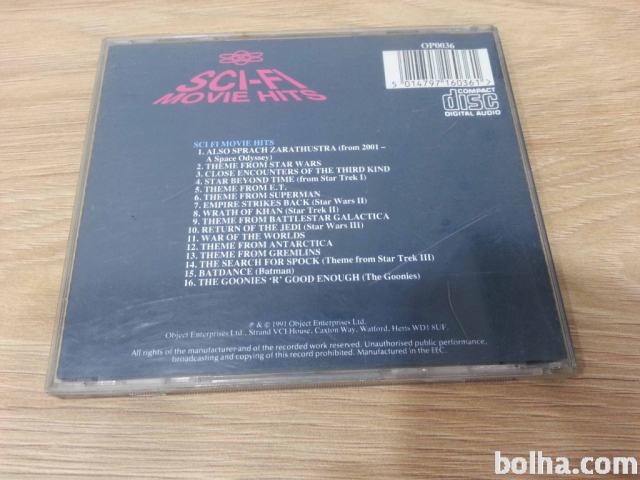 OP0036
SCI-FI
MOVIE HITS
5 014797 160361 >
COMPACT
disc
DIGITAL AUDIO
SCI FI MOVIE HITS
1. ALSO SPRACH ZARATHUSTRA (from 2001 –
A Space Odyssey)
2. THEME FROM STAR WARS
3. CLOSE ENCOUNTERS OF THE THIRD KIND
4. STAR BEYOND TIME (from Star Trek I)
5. THEME FROM E.T.
6. THEME FROM SUPERMAN
7. EMPIRE STRIKES BACK (Star Wars II)
8. WRATH OF KHAN (Star Trek II)
9. THEME FROM BATTLESTAR GALACTICA
10. RETURN OF THE JEDI (Star Wars III)
11. WAR OF THE WORLDS
12. THEME FROM ANTARCTICA
13. THEME FROM GREMLINS
14. THE SEARCH FOR SPOCK (Theme from Star Trek III)
15. BATDANCE (Batman)
16. THE GOONIES 'R' GOOD ENOUGH (The Goonies)
℗ & © 1991 Object Enterprises Ltd.
Object Enterprises Ltd., Strand VCI House, Caxton Way, Watford, Herts WD1 8UF.
All rights of the manufacturer and of the recorded work reserved. Unauthorised public performance,
broadcasting and copying of this record prohibited. Manufactured in the EEC.
bolha.com